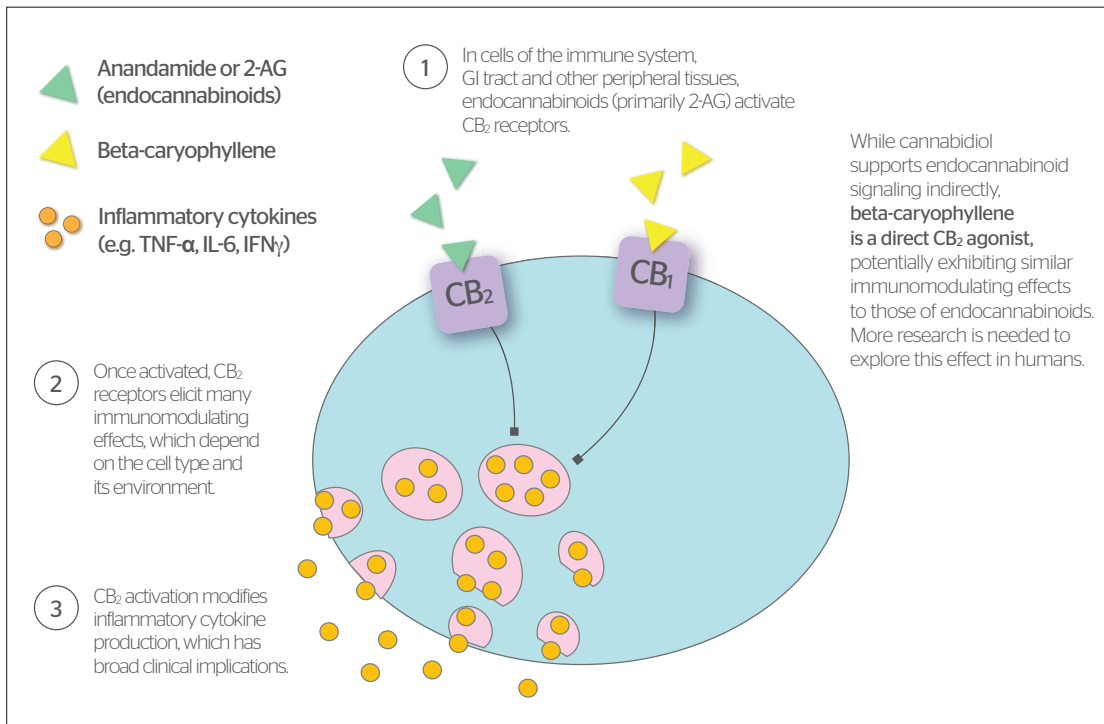 Anandamide or 2-AG
(endocannabinoids)
Beta-caryophyllene
Inflammatory cytokines
(e.g. TNF-α, IL-6, IFNγ)
1
In cells of the immune system,
GI tract and other peripheral tissues,
endocannabinoids (primarily 2-AG) activate
CB₂ receptors.
While cannabidiol
supports endocannabinoid
signaling indirectly,
beta-caryophyllene
is a direct CB₂ agonist,
potentially exhibiting similar
immunomodulating effects
to those of endocannabinoids.
More research is needed to
explore this effect in humans.
CB₂
CB₁
2
Once activated, CB₂
receptors elicit many
immunomodulating
effects, which depend
on the cell type and
its environment.
3
CB₂ activation modifies
inflammatory cytokine
production, which has
broad clinical implications.